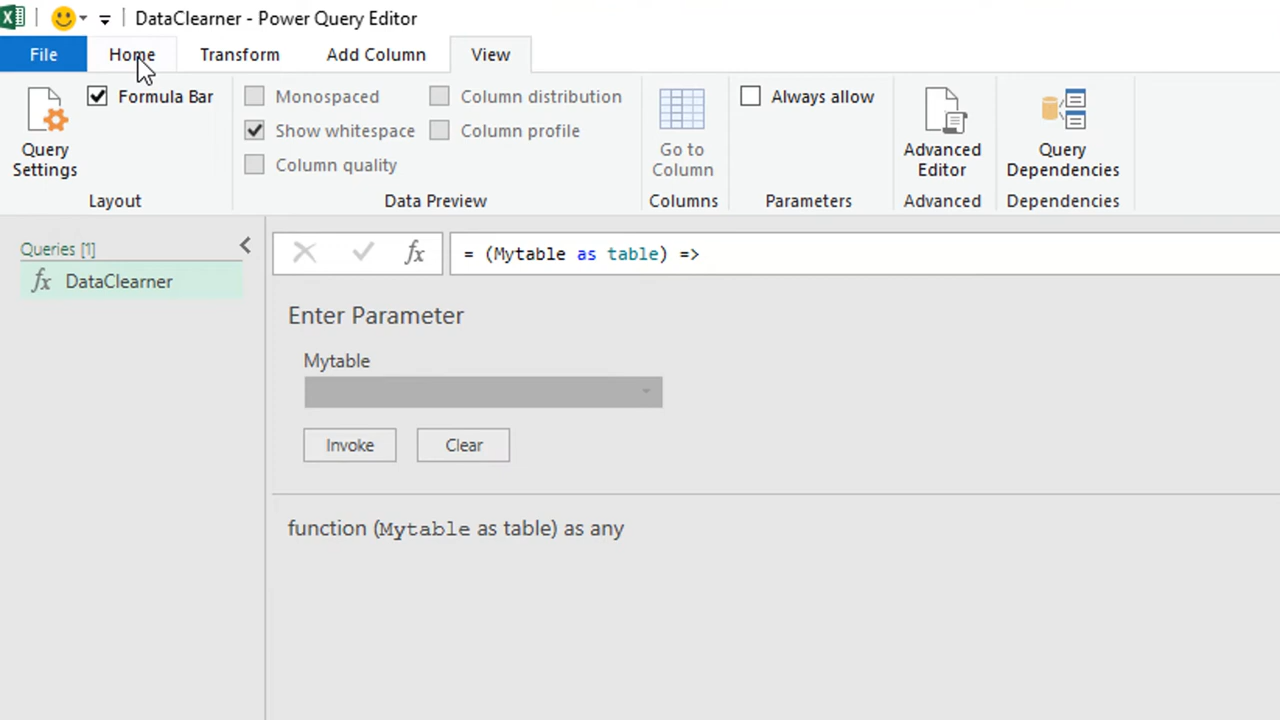 DataClearner - Power Query Editor
File Home Transform Add Column View
Formula Bar Monospaced Column distribution Always allow
Show whitespace Column profile
Query Settings Column quality Go to Column Advanced Editor Query Dependencies
Layout Data Preview Columns Parameters Advanced Dependencies
Queries [1]
fx = (Mytable as table) =>
fx DataClearner
Enter Parameter
Mytable
Invoke Clear
function (Mytable as table) as any